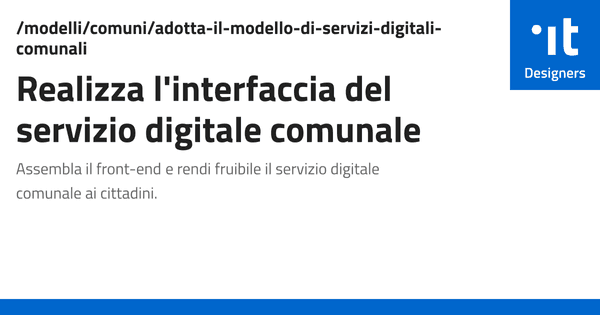 /modelli/comuni/adotta-il-modello-di-servizi-digitali-
comunali
Realizza l'interfaccia del
servizio digitale comunale
Assembla il front-end e rendi fruibile il servizio digitale
comunale ai cittadini.
.it
Designers